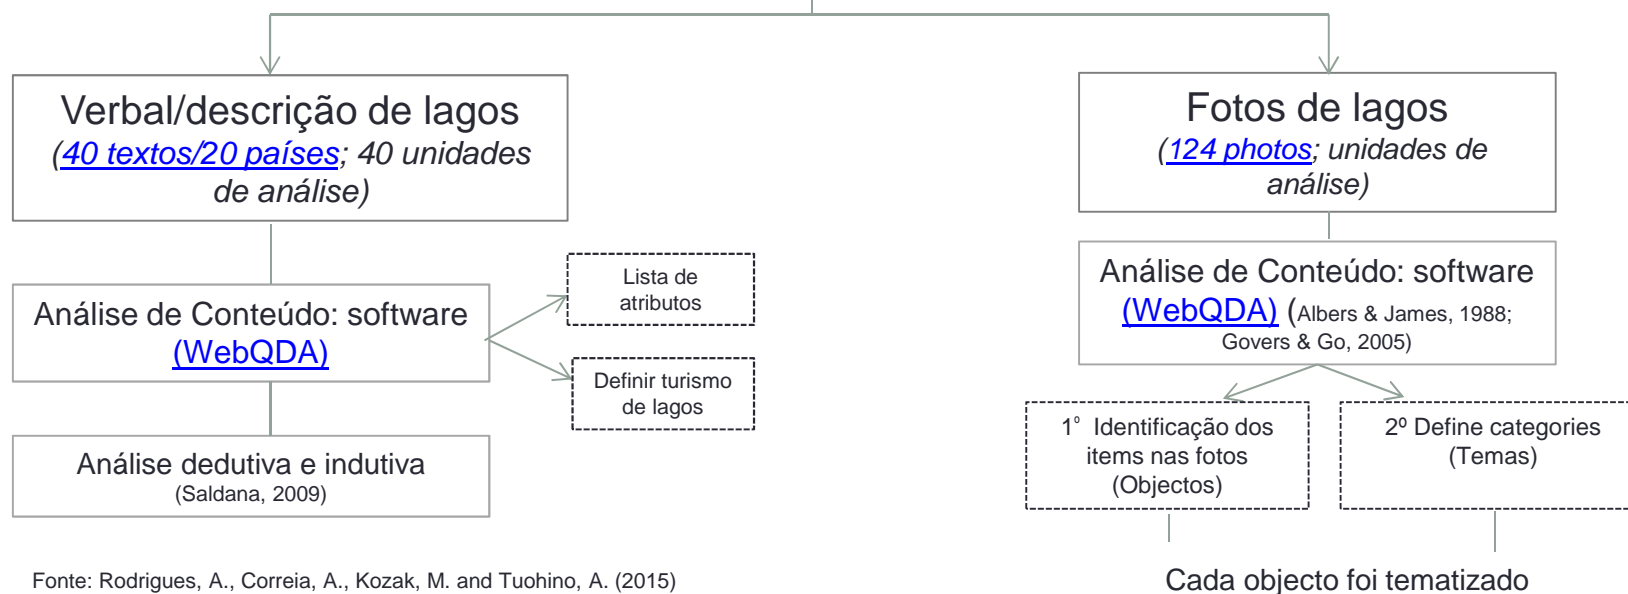 Verbal/descrição de lagos
(40 textos/20 países; 40 unidades
de análise)
Análise de Conteúdo: software
(WebQDA)
Lista de
atributos
Definir turismo
de lagos
Análise dedutiva e indutiva
(Saldana, 2009)
Fonte: Rodrigues, A., Correia, A., Kozak, M. and Tuohino, A. (2015)
Fotos de lagos
(124 photos; unidades de
análise)
Análise de Conteúdo: software
(WebQDA) (Albers & James, 1988;
Govers & Go, 2005)
1º Identificação dos
items nas fotos
(Objectos)
2º Define categories
(Temas)
Cada objecto foi tematizado